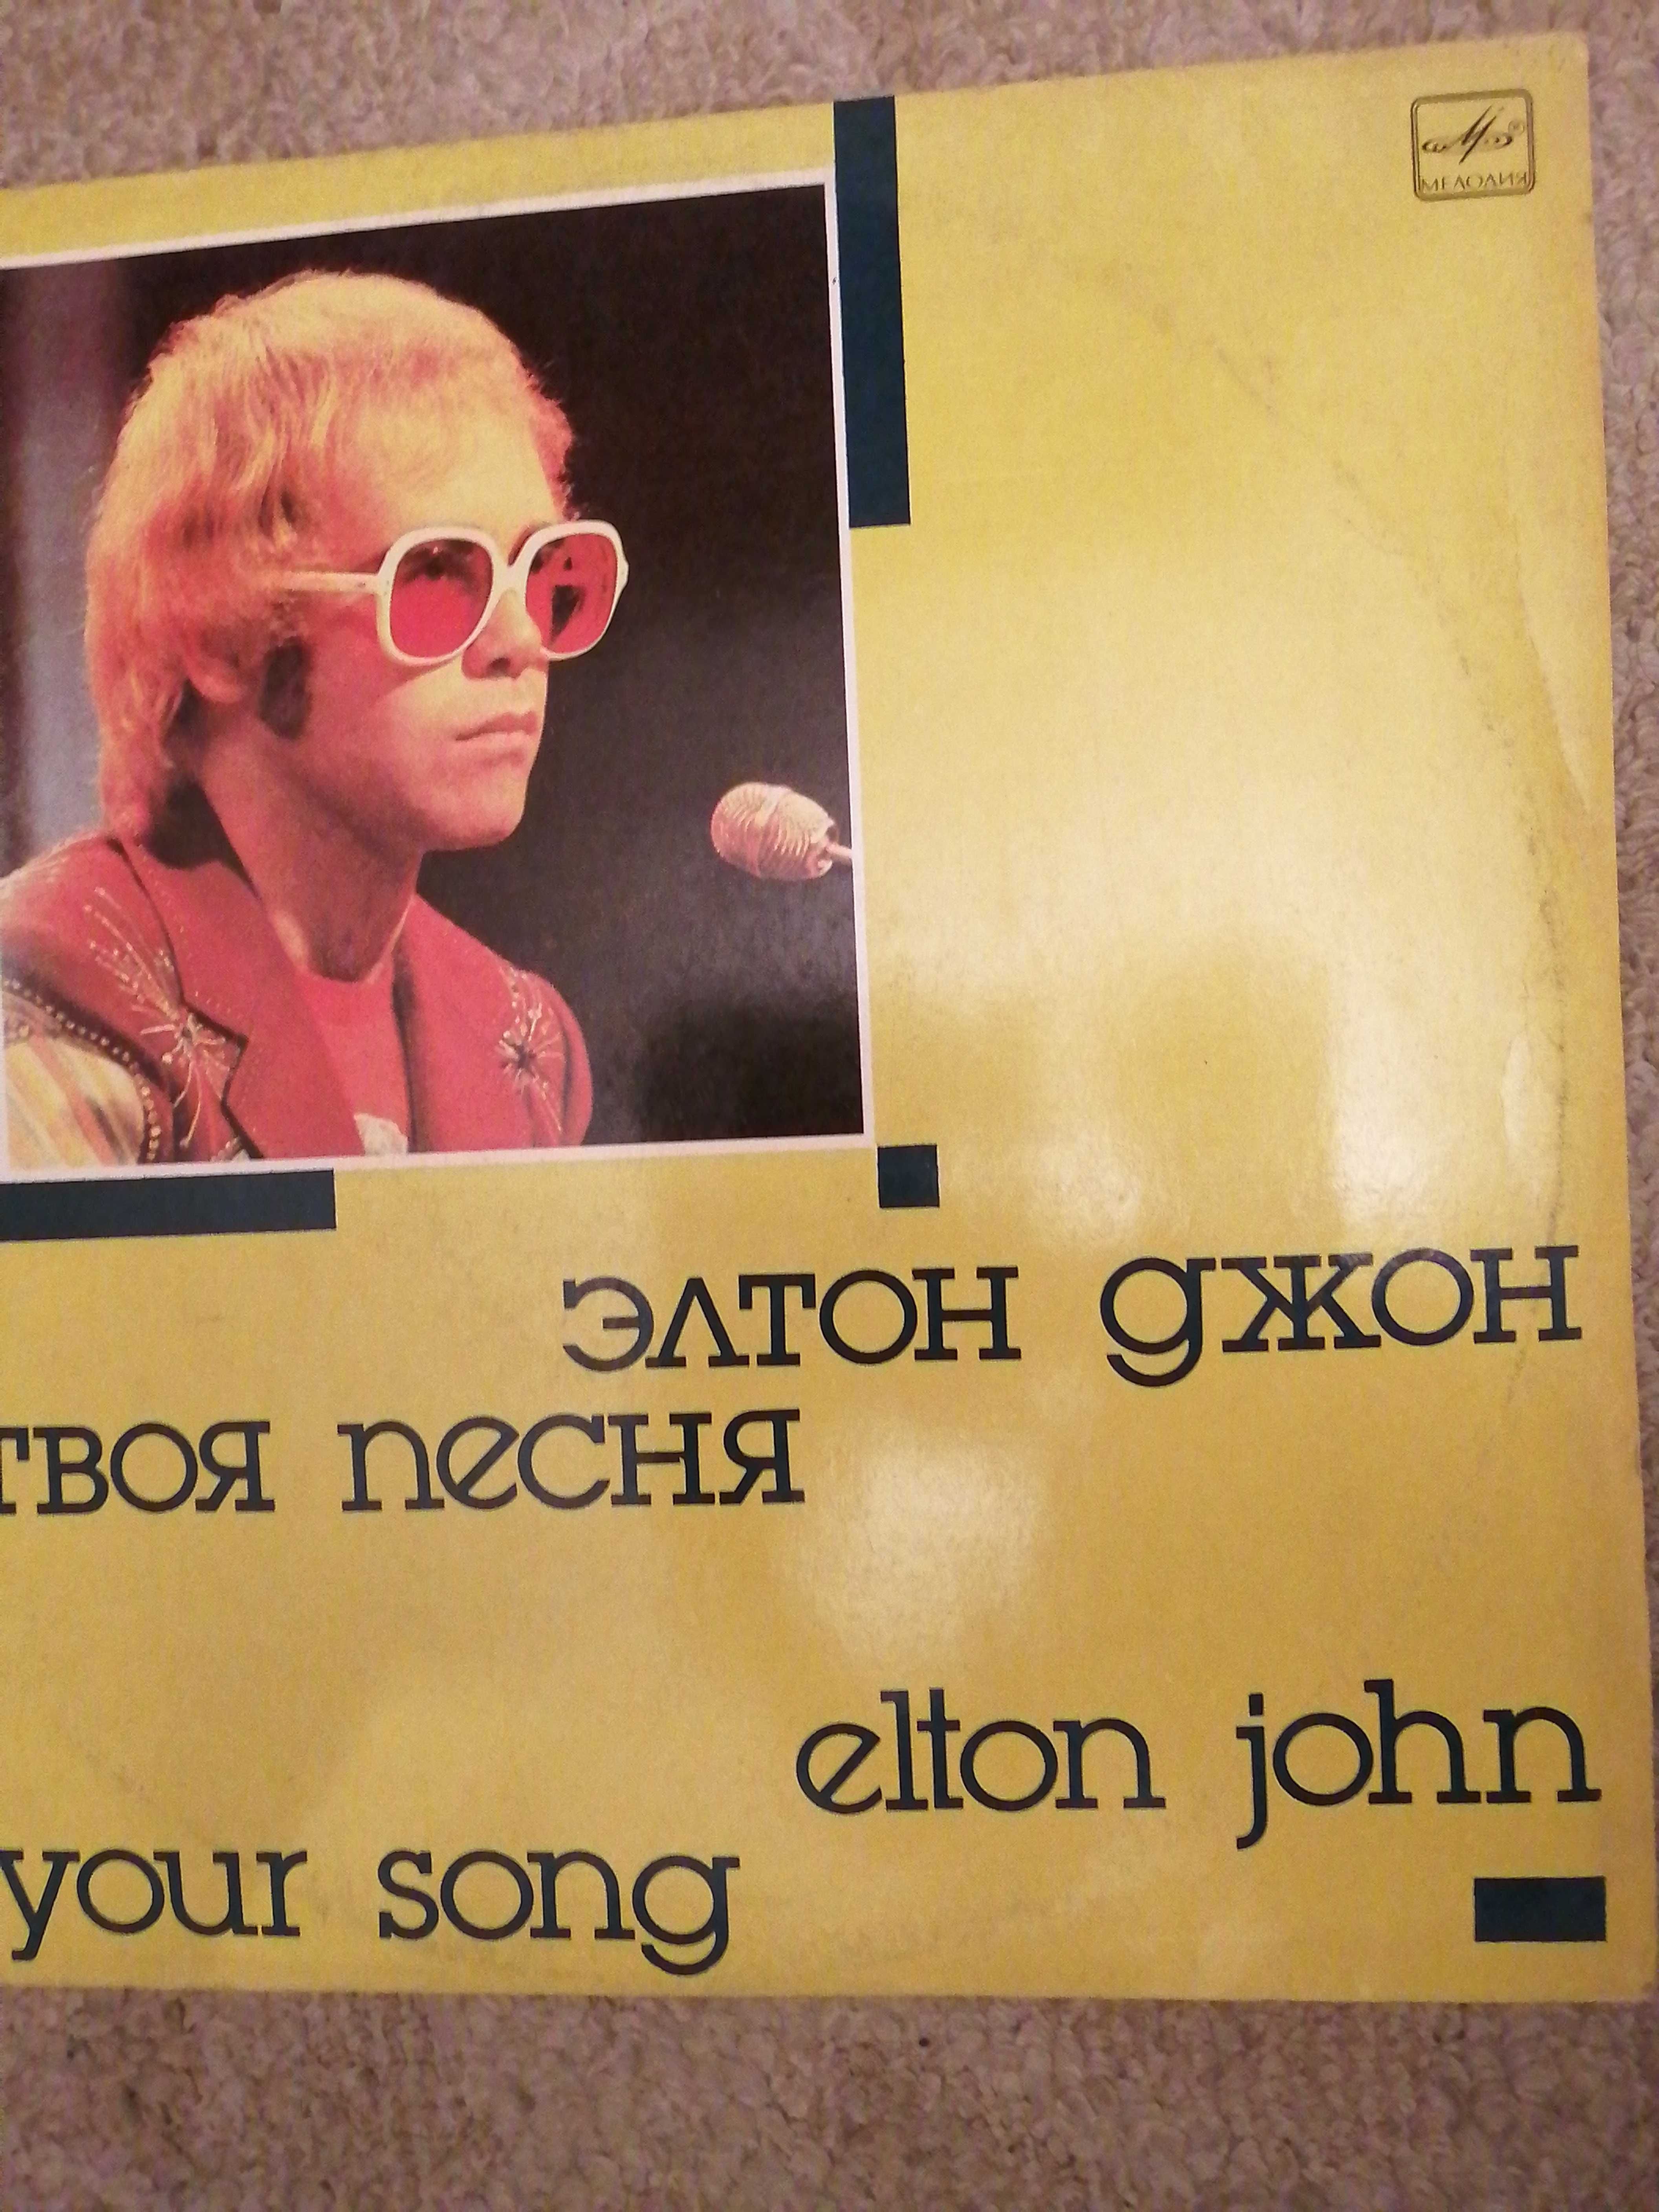 МЕЛОДИЯ
элтон джон
твоя песня
elton john
your song